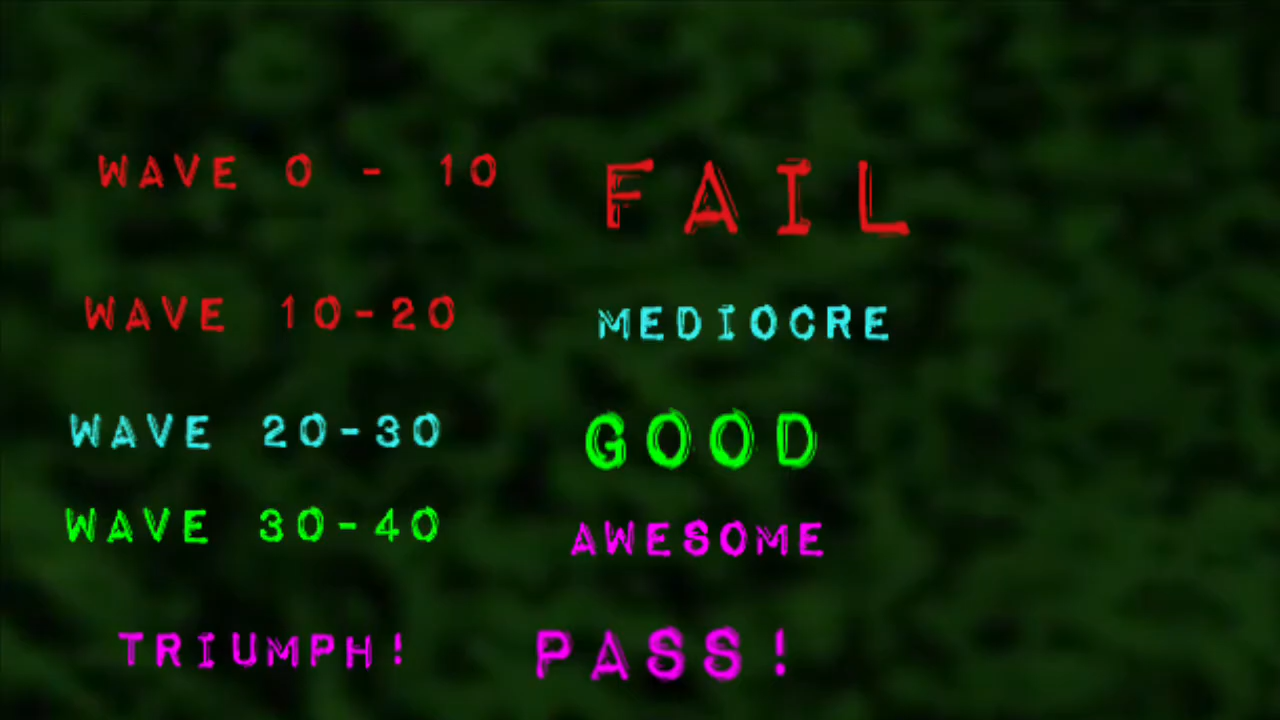 WAVE 0 - 10 FAIL
WAVE 10-20 MEDIOCRE
WAVE 20-30 GOOD
WAVE 30-40 AWESOME
TRIUMPH! PASS!